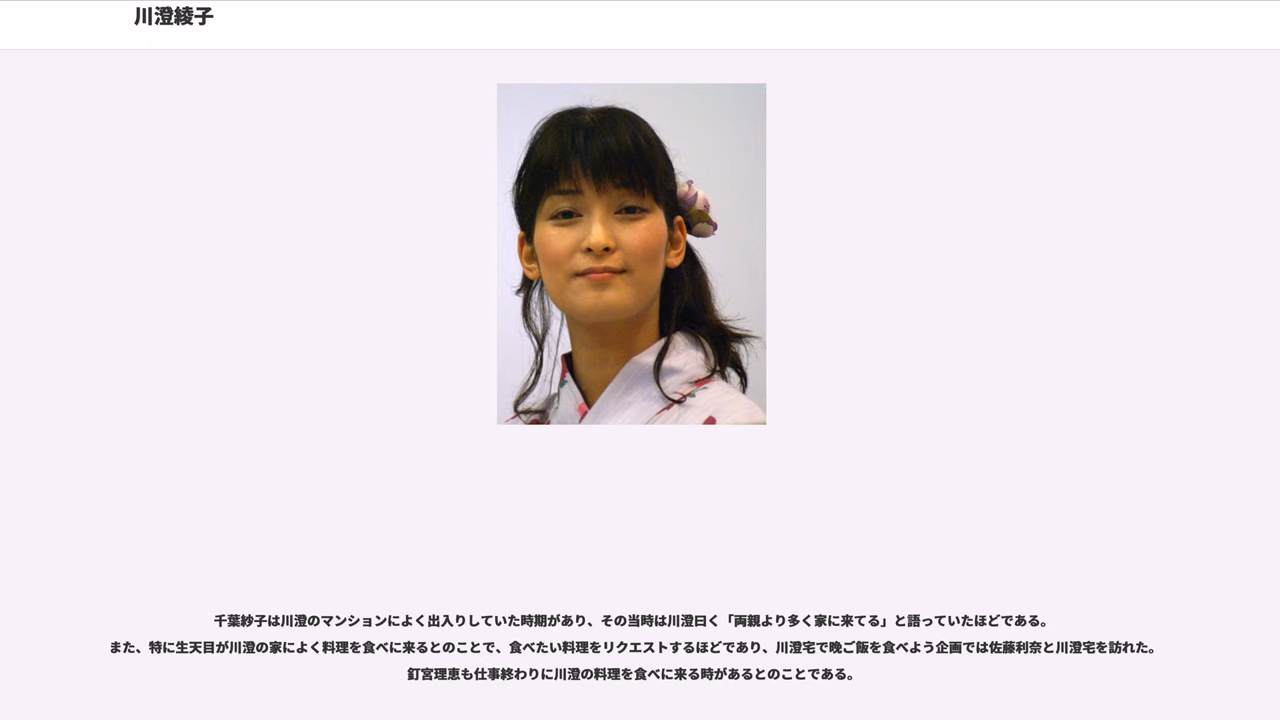 川澄綾子
千葉紗子は川澄のマンションによく出入りしていた時期があり、その当時は川澄曰く「両親より多く家に来てる」と語っていたほどである。
また、特に生天目が川澄の家によく料理を食べに来るとのことで、食べたい料理をリクエストするほどであり、川澄宅で晩ご飯を食べよう企画では佐藤利奈と川澄宅を訪れた。
釘宮理恵も仕事終わりに川澄の料理を食べに来る時があるとのことである。